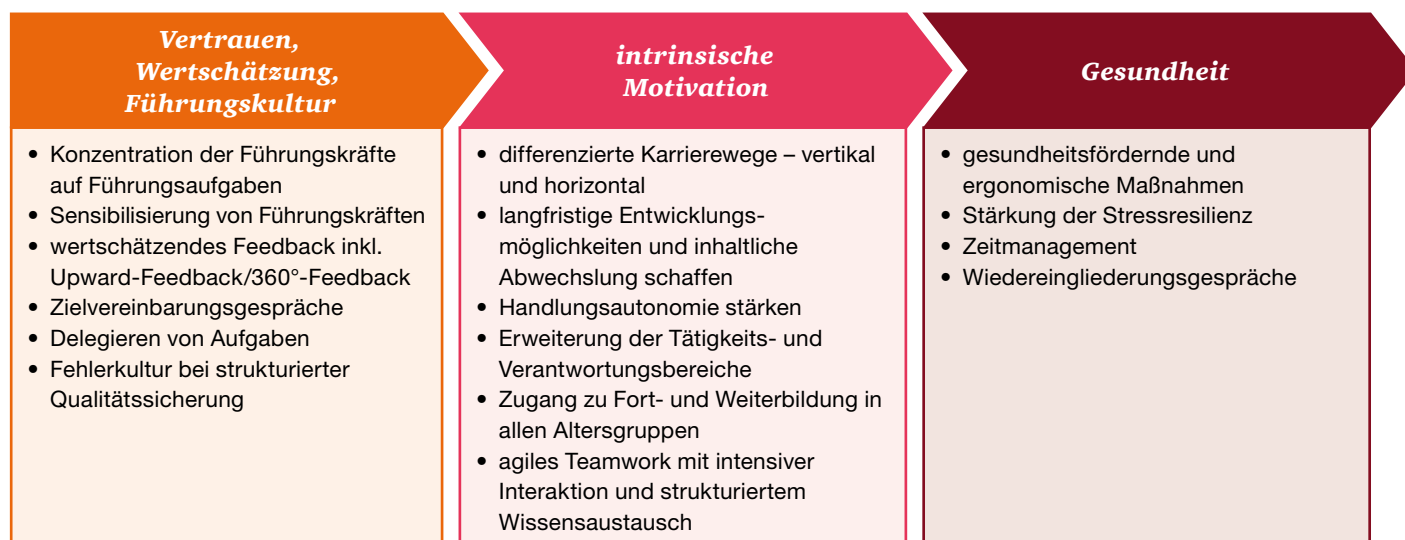 Vertrauen,
Wertschätzung,
Führungskultur
• Konzentration der Führungskräfte
auf Führungsaufgaben
• Sensibilisierung von Führungskräften
• wertschätzendes Feedback inkl.
Upward-Feedback/360°-Feedback
• Zielvereinbarungsgespräche
• Delegieren von Aufgaben
• Fehlerkultur bei strukturierter
Qualitätssicherung
intrinsische
Motivation
• differenzierte Karrierewege – vertikal
und horizontal
• langfristige Entwicklungs-
möglichkeiten und inhaltliche
Abwechslung schaffen
• Handlungsautonomie stärken
• Erweiterung der Tätigkeits- und
Verantwortungsbereiche
• Zugang zu Fort- und Weiterbildung in
allen Altersgruppen
• agiles Teamwork mit intensiver
Interaktion und strukturiertem
Wissensaustausch
Gesundheit
• gesundheitsfördernde und
ergonomische Maßnahmen
• Stärkung der Stressresilienz
• Zeitmanagement
• Wiedereingliederungsgespräche